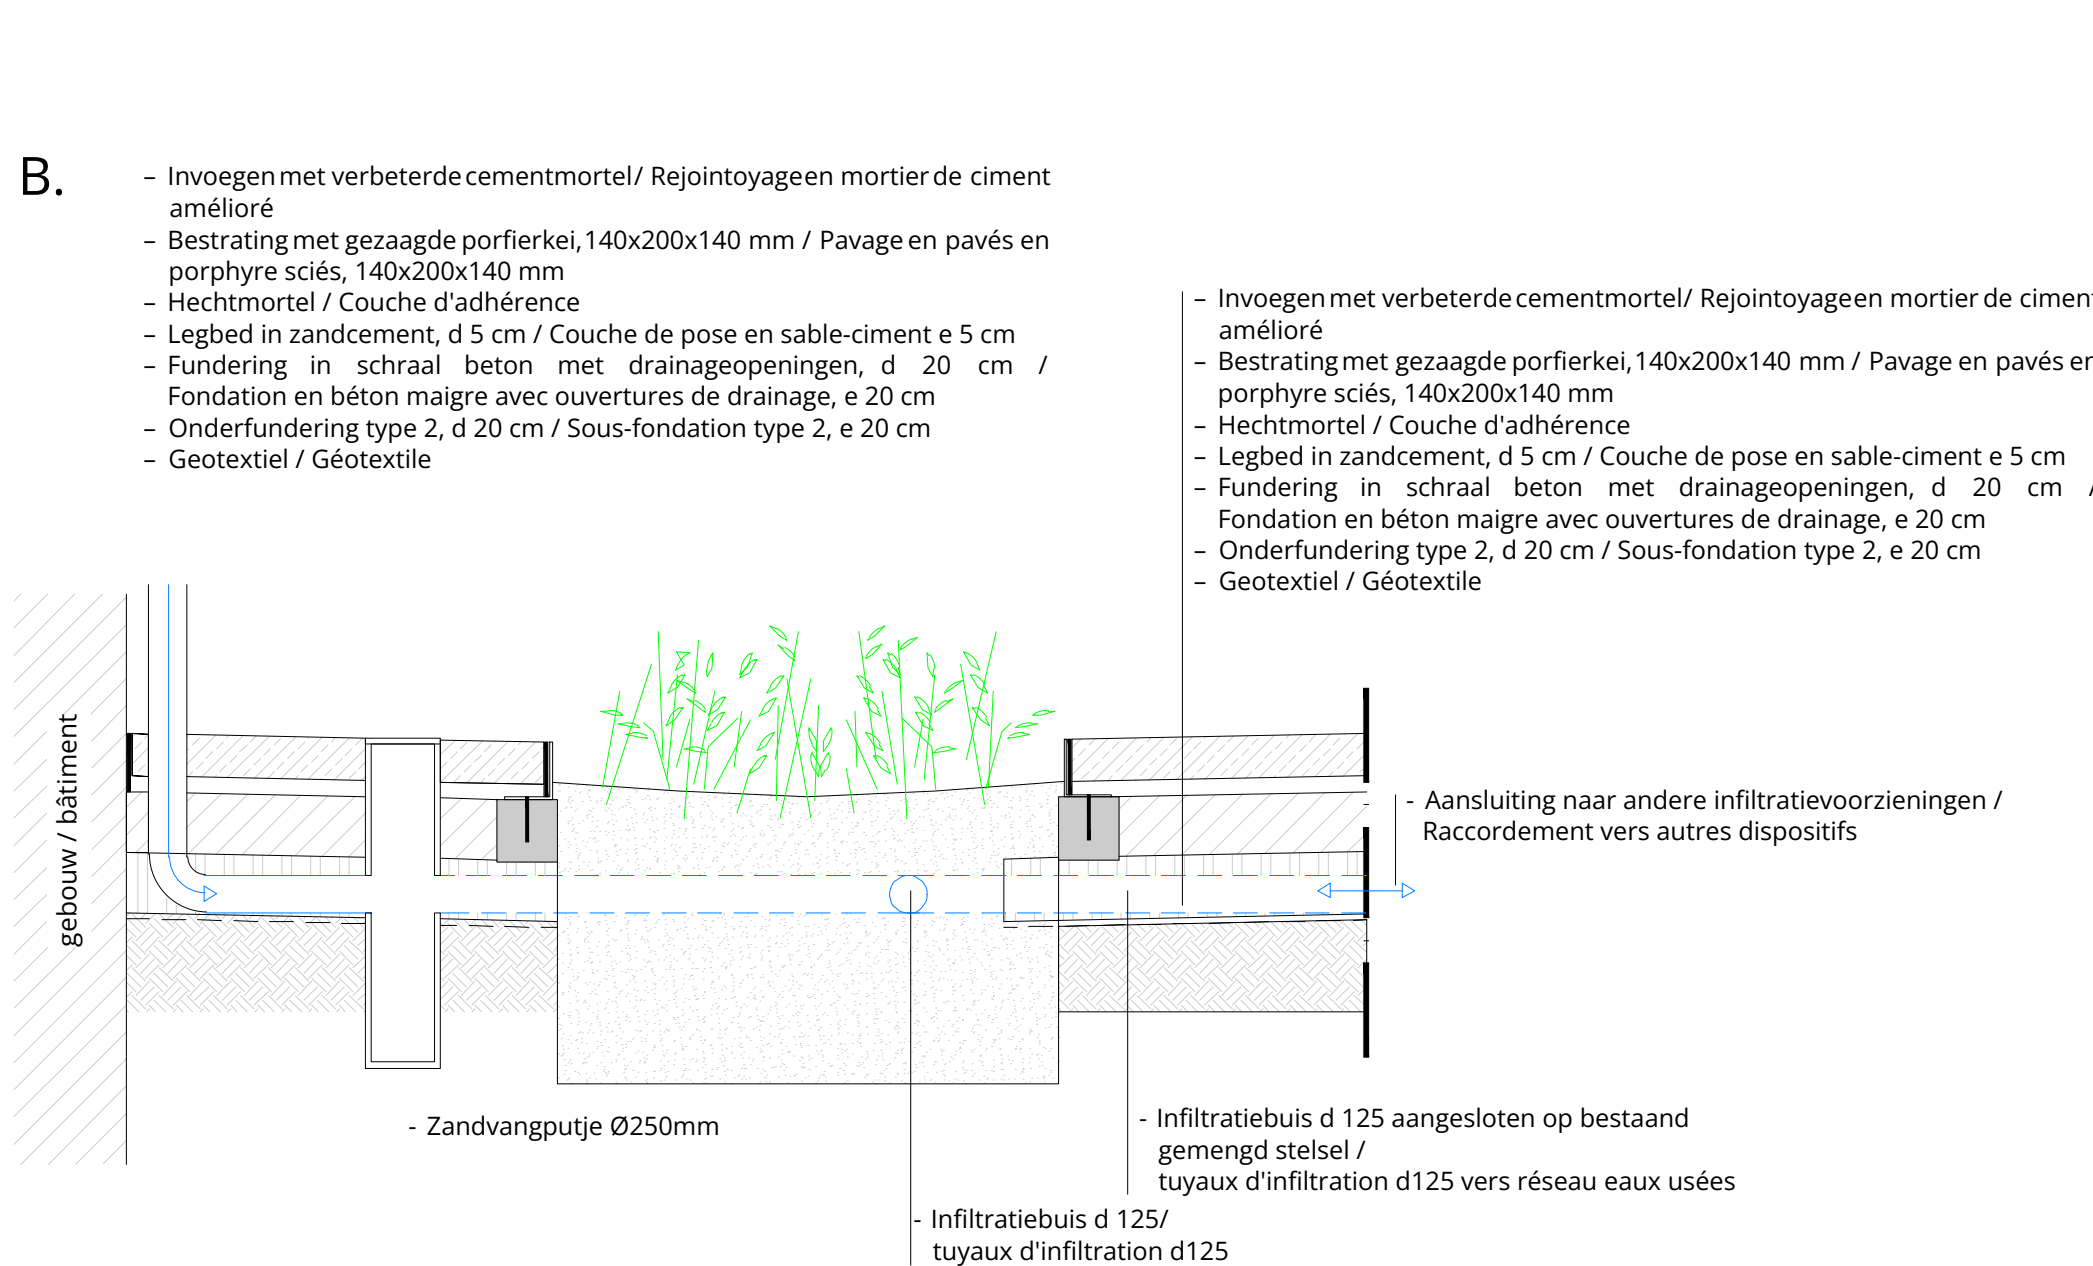 B.
– Invoegen met verbeterde cementmortel / Rejointoyage en mortier de ciment
amélioré
– Bestrating met gezaagde porfierkei, 140x200x140 mm / Pavage en pavés en
porphyre sciés, 140x200x140 mm
– Hechtmortel / Couche d'adhérence
– Legbed in zandcement, d 5 cm / Couche de pose en sable-ciment e 5 cm
– Fundering in schraal beton met drainageopeningen, d 20 cm /
Fondation en béton maigre avec ouvertures de drainage, e 20 cm
– Onderfundering type 2, d 20 cm / Sous-fondation type 2, e 20 cm
– Geotextiel / Géotextile
– Invoegen met verbeterde cementmortel / Rejointoyage en mortier de ciment
amélioré
– Bestrating met gezaagde porfierkei, 140x200x140 mm / Pavage en pavés en
porphyre sciés, 140x200x140 mm
– Hechtmortel / Couche d'adhérence
– Legbed in zandcement, d 5 cm / Couche de pose en sable-ciment e 5 cm
– Fundering in schraal beton met drainageopeningen, d 20 cm /
Fondation en béton maigre avec ouvertures de drainage, e 20 cm
– Onderfundering type 2, d 20 cm / Sous-fondation type 2, e 20 cm
– Geotextiel / Géotextile
gebouw / bâtiment
- Aansluiting naar andere infiltratievoorzieningen /
Raccordement vers autres dispositifs
- Zandvangputje Ø250mm
- Infiltratiebuis d 125 aangesloten op bestaand
gemengd stelsel /
tuyaux d'infiltration d125 vers réseau eaux usées
- Infiltratiebuis d 125/
tuyaux d'infiltration d125